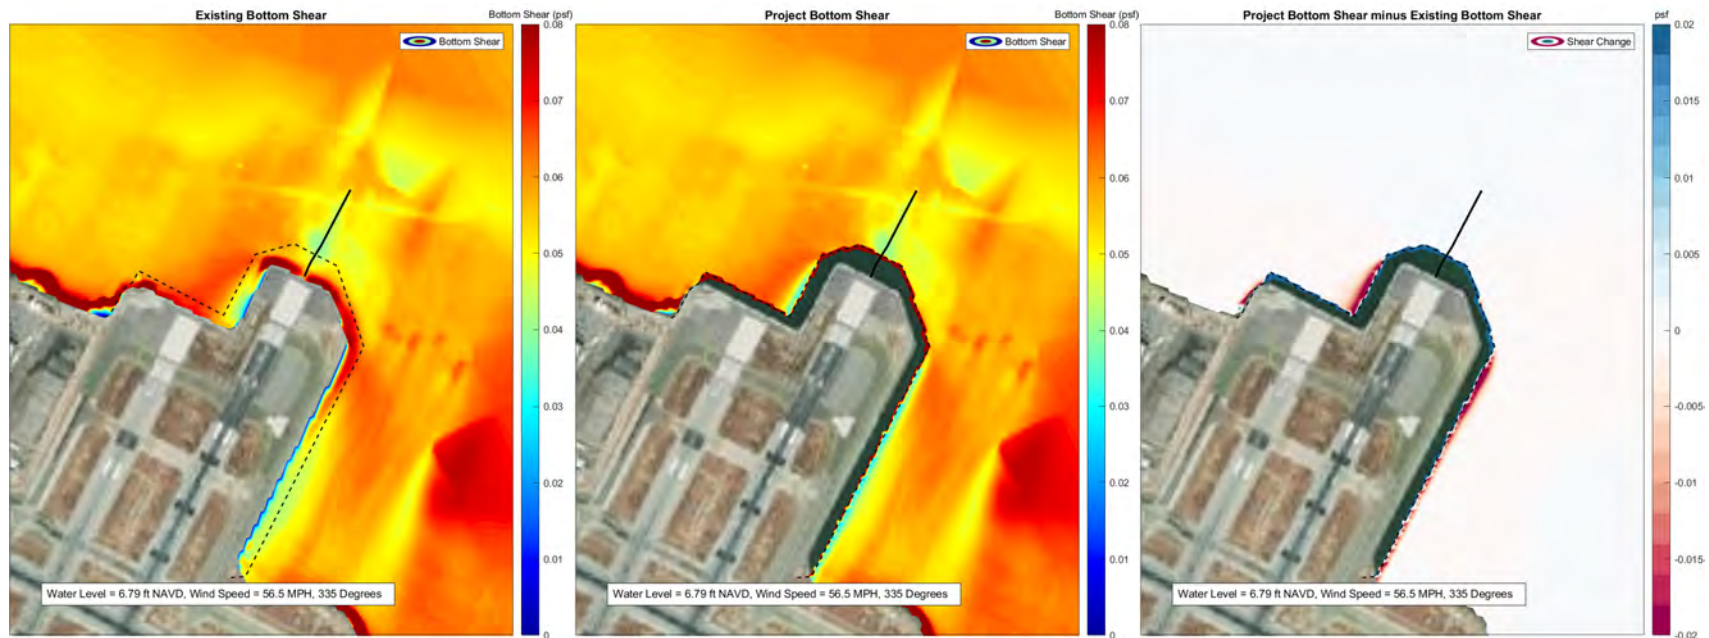 Existing Bottom Shear
Bottom Shear (psf)
Bottom Shear
0.08
0.07
0.06
0.05
0.04
0.03
0.02
0.01
0
Water Level = 6.79 ft NAVD, Wind Speed = 56.5 MPH, 335 Degrees
Project Bottom Shear
Bottom Shear (psf)
Bottom Shear
0.08
0.07
0.06
0.05
0.04
0.03
0.02
0.01
0
Water Level = 6.79 ft NAVD, Wind Speed = 56.5 MPH, 335 Degrees
Project Bottom Shear minus Existing Bottom Shear
psf
Shear Change
0.02
0.015
0.01
0.005
0
-0.005
-0.01
-0.015
-0.02
Water Level = 6.79 ft NAVD, Wind Speed = 56.5 MPH, 335 Degrees